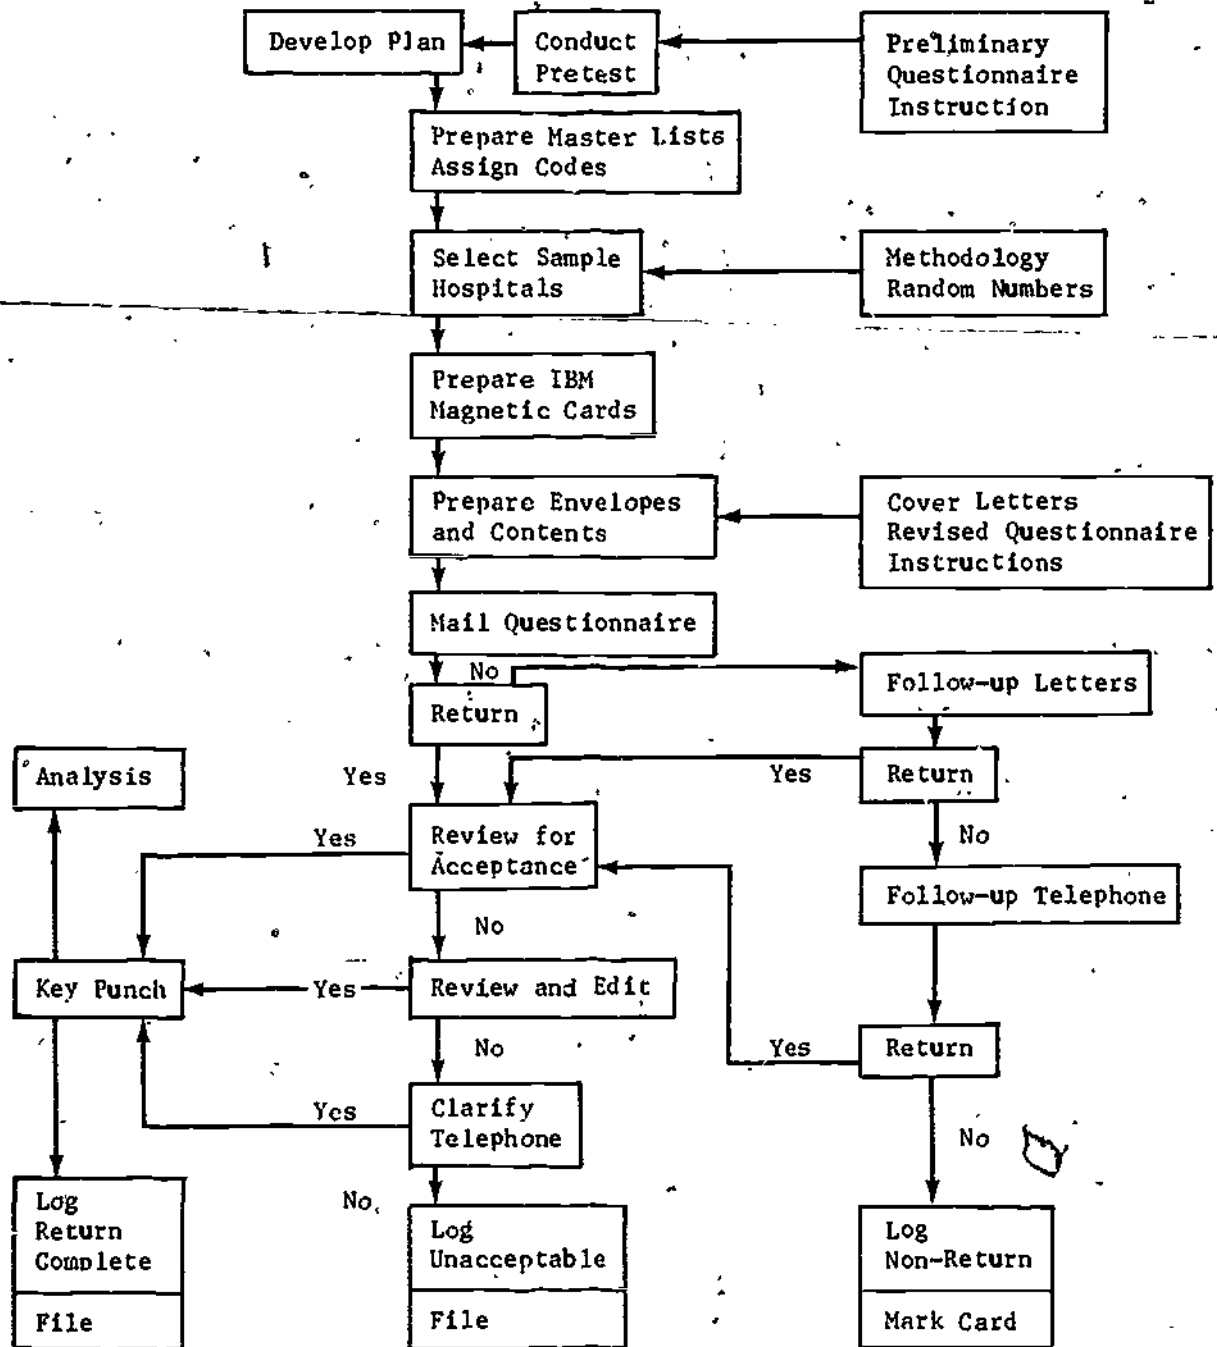 Develop Plan
Conduct
Pretest
Preliminary
Questionnaire
Instruction
Prepare Master Lists
Assign Codes
Select Sample
Hospitals
Methodology
Random Numbers
Prepare IBM
Magnetic Cards
Prepare Envelopes
and Contents
Cover Letters
Revised Questionnaire
Instructions
Mail Questionnaire
No
Follow-up Letters
Return
Analysis
Yes
Yes
Return
Yes
Review for
Acceptance
No
Follow-up Telephone
No
Key Punch
Yes
Review and Edit
No
Yes
Return
Yes
Clarify
Telephone
No
No
Log
Return
Complete
Log
Unacceptable
Log
Non-Return
File
File
Mark Card